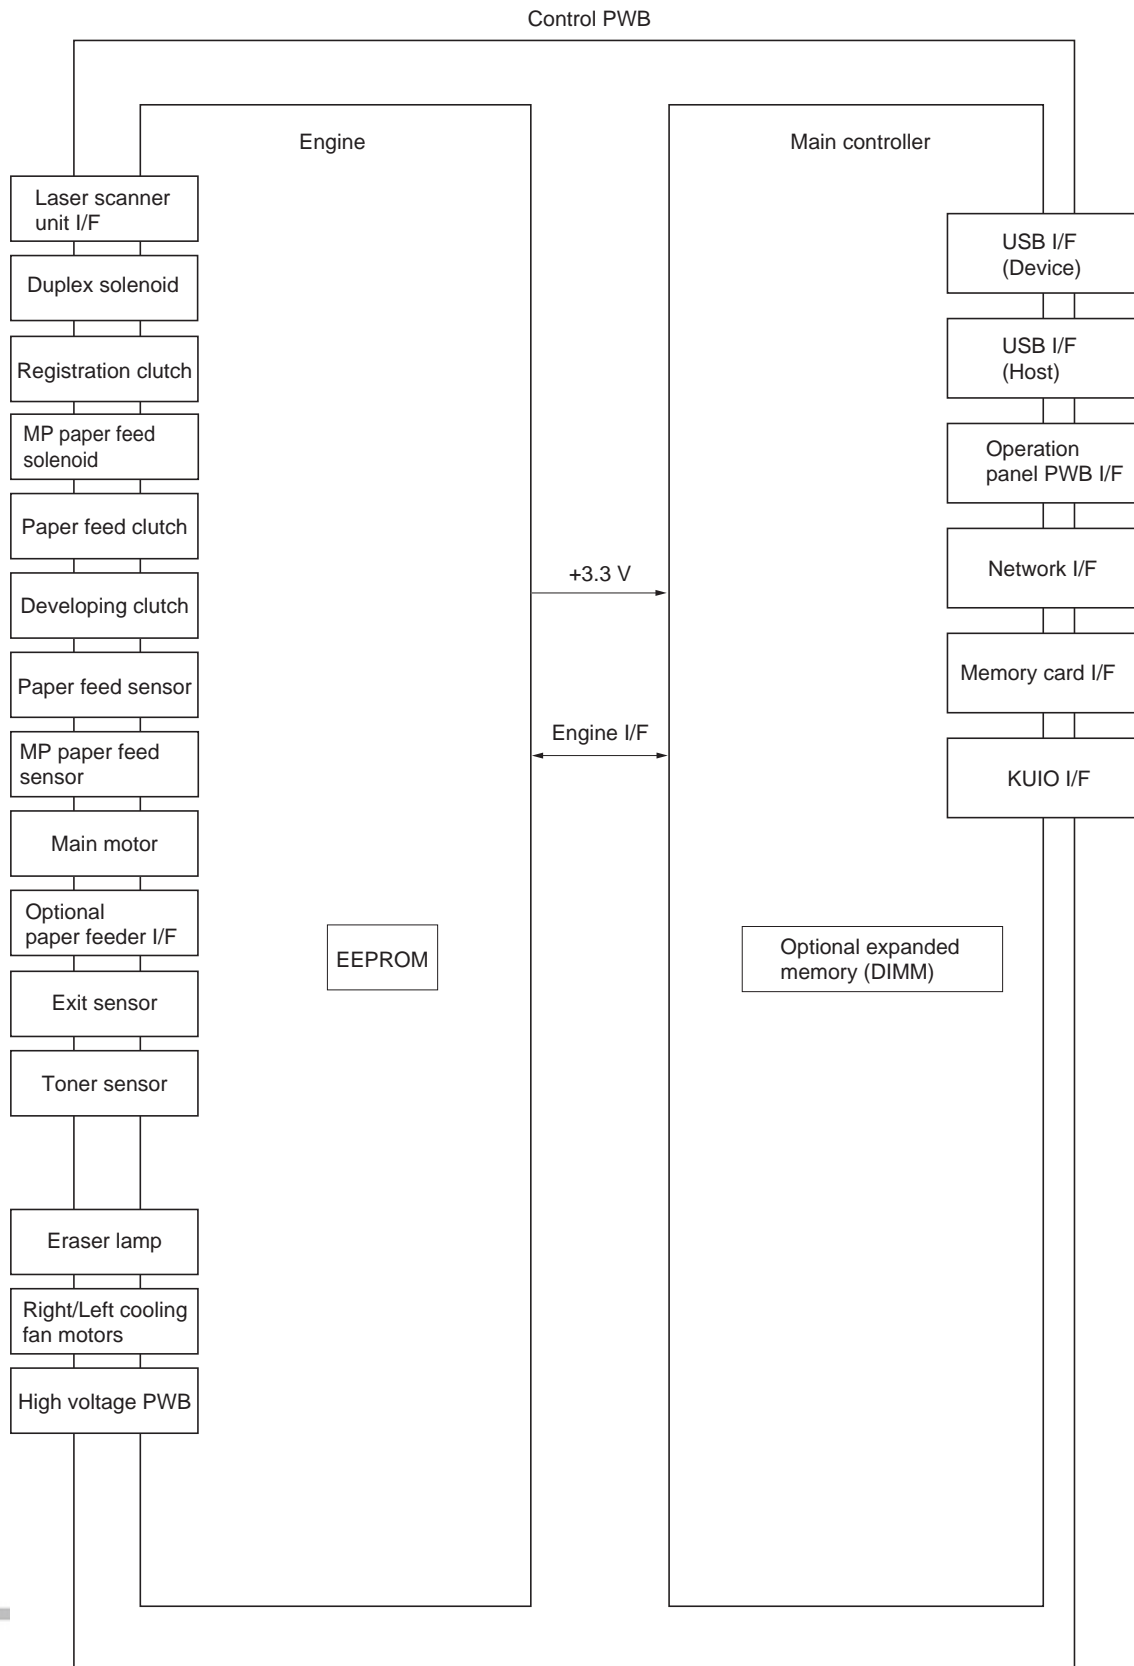 Control PWB
Engine
Main controller
Laser scanner
unit I/F
Duplex solenoid
Registration clutch
MP paper feed
solenoid
Paper feed clutch
Developing clutch
Paper feed sensor
MP paper feed
sensor
Main motor
Optional
paper feeder I/F
Exit sensor
Toner sensor
Eraser lamp
Right/Left cooling
fan motors
High voltage PWB
EEPROM
+3.3 V
Engine I/F
Optional expanded
memory (DIMM)
USB I/F
(Device)
USB I/F
(Host)
Operation
panel PWB I/F
Network I/F
Memory card I/F
KUIO I/F